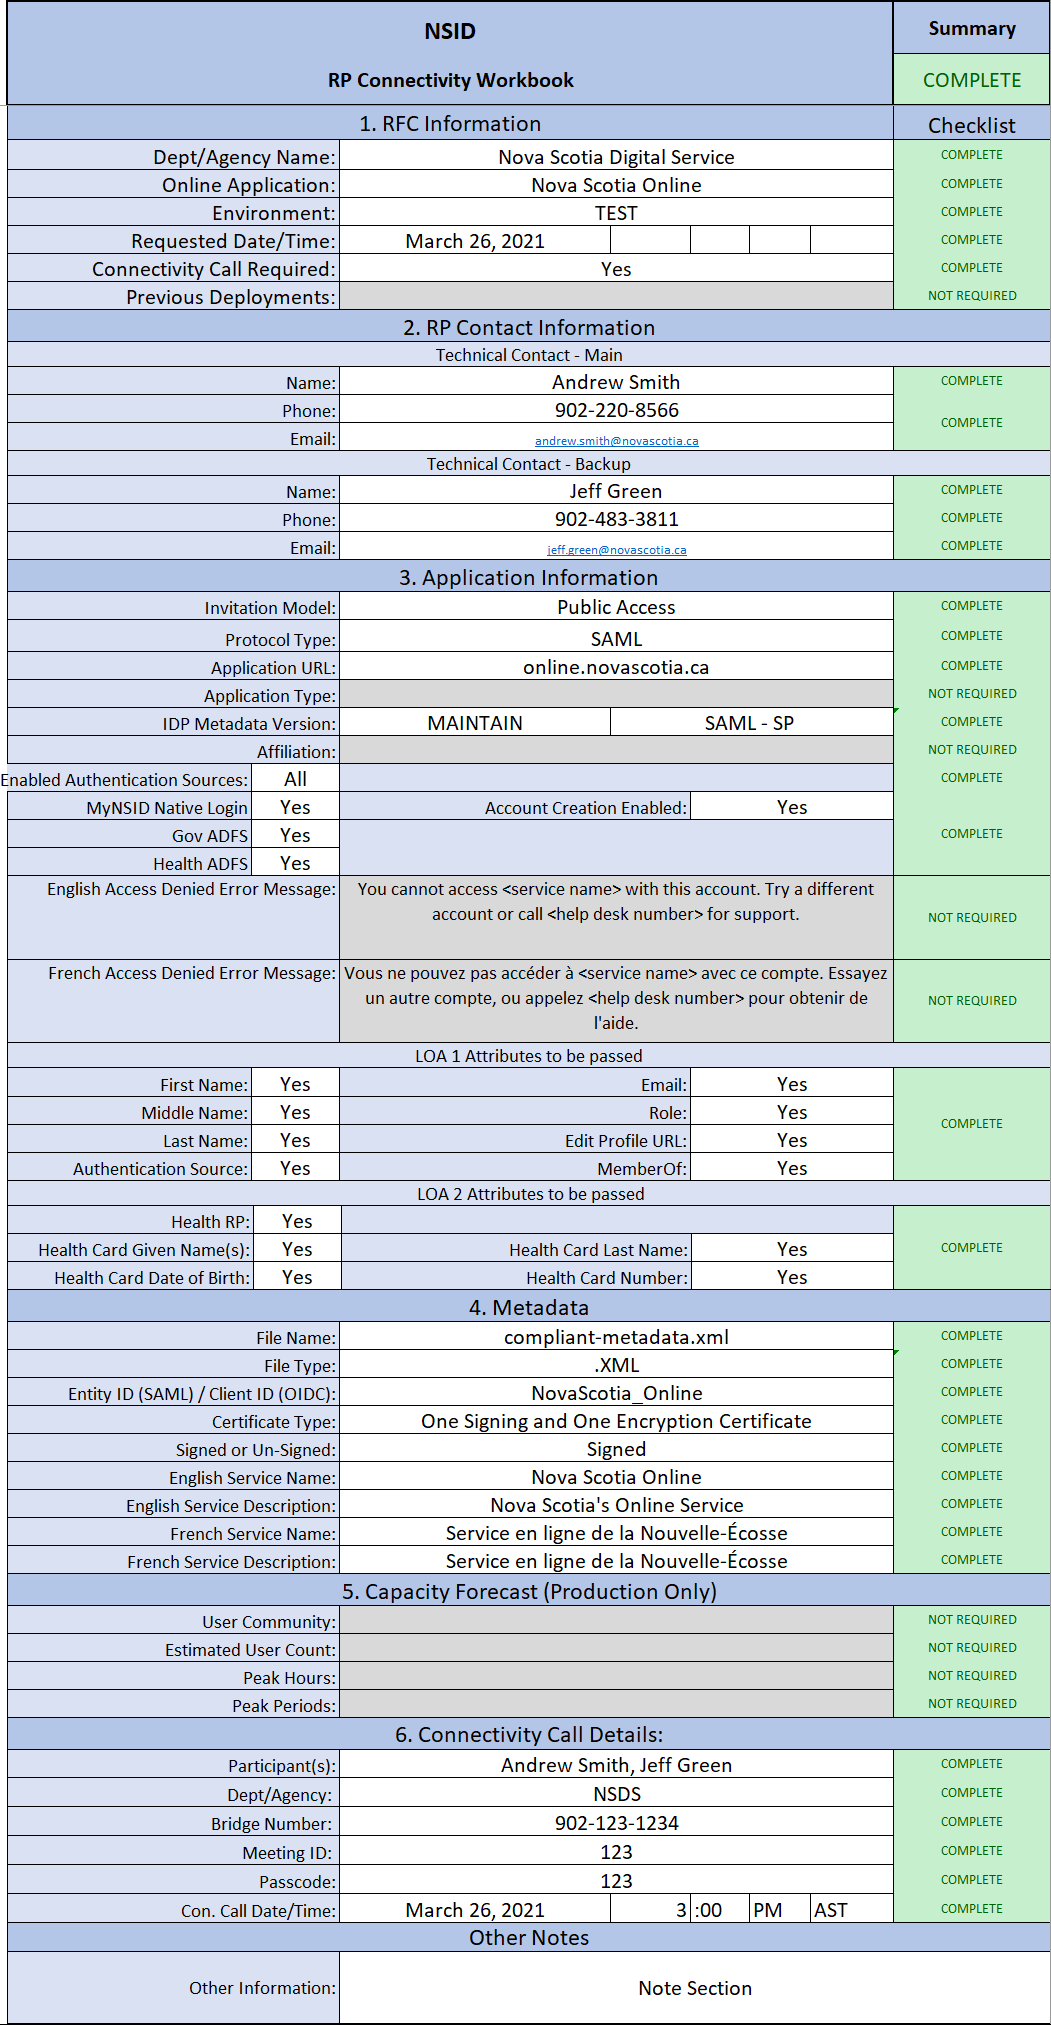 NSID
Summary
RP Connectivity Workbook
COMPLETE
1. RFC Information
Checklist
Dept/Agency Name: Nova Scotia Digital Service COMPLETE
Online Application: Nova Scotia Online COMPLETE
Environment: TEST COMPLETE
Requested Date/Time: March 26, 2021 COMPLETE
Connectivity Call Required: Yes COMPLETE
Previous Deployments: NOT REQUIRED
2. RP Contact Information
Technical Contact - Main
Name: Andrew Smith COMPLETE
Phone: 902-220-8566
COMPLETE
Email: andrew.smith@novascotia.ca
Technical Contact - Backup
Name: Jeff Green COMPLETE
Phone: 902-483-3811 COMPLETE
Email: jeff.green@novascotia.ca COMPLETE
3. Application Information
Invitation Model: Public Access COMPLETE
Protocol Type: SAML COMPLETE
Application URL: online.novascotia.ca COMPLETE
Application Type: NOT REQUIRED
IDP Metadata Version: MAINTAIN SAML - SP COMPLETE
Affiliation: NOT REQUIRED
Enabled Authentication Sources: All COMPLETE
MyNSID Native Login Yes Account Creation Enabled: Yes
Gov ADFS Yes COMPLETE
Health ADFS Yes
English Access Denied Error Message: You cannot access <service name> with this account. Try a different
account or call <help desk number> for support.
NOT REQUIRED
French Access Denied Error Message: Vous ne pouvez pas accéder à <service name> avec ce compte. Essayez
un autre compte, ou appelez <help desk number> pour obtenir de
NOT REQUIRED
l'aide.
LOA 1 Attributes to be passed
First Name: Yes Email: Yes
Middle Name: Yes Role: Yes
COMPLETE
Last Name: Yes Edit Profile URL: Yes
Authentication Source: Yes MemberOf: Yes
LOA 2 Attributes to be passed
Health RP: Yes
Health Card Given Name(s): Yes Health Card Last Name: Yes COMPLETE
Health Card Date of Birth: Yes Health Card Number: Yes
4. Metadata
File Name: compliant-metadata.xml COMPLETE
File Type: .XML COMPLETE
Entity ID (SAML) / Client ID (OIDC): NovaScotia_Online COMPLETE
Certificate Type: One Signing and One Encryption Certificate COMPLETE
Signed or Un-Signed: Signed COMPLETE
English Service Name: Nova Scotia Online COMPLETE
English Service Description: Nova Scotia's Online Service COMPLETE
French Service Name: Service en ligne de la Nouvelle-Écosse COMPLETE
French Service Description: Service en ligne de la Nouvelle-Écosse COMPLETE
5. Capacity Forecast (Production Only)
User Community: NOT REQUIRED
Estimated User Count: NOT REQUIRED
Peak Hours: NOT REQUIRED
Peak Periods: NOT REQUIRED
6. Connectivity Call Details:
Participant(s): Andrew Smith, Jeff Green COMPLETE
Dept/Agency: NSDS COMPLETE
Bridge Number: 902-123-1234 COMPLETE
Meeting ID: 123 COMPLETE
Passcode: 123 COMPLETE
Con. Call Date/Time: March 26, 2021 3 :00 PM AST COMPLETE
Other Notes
Other Information: Note Section